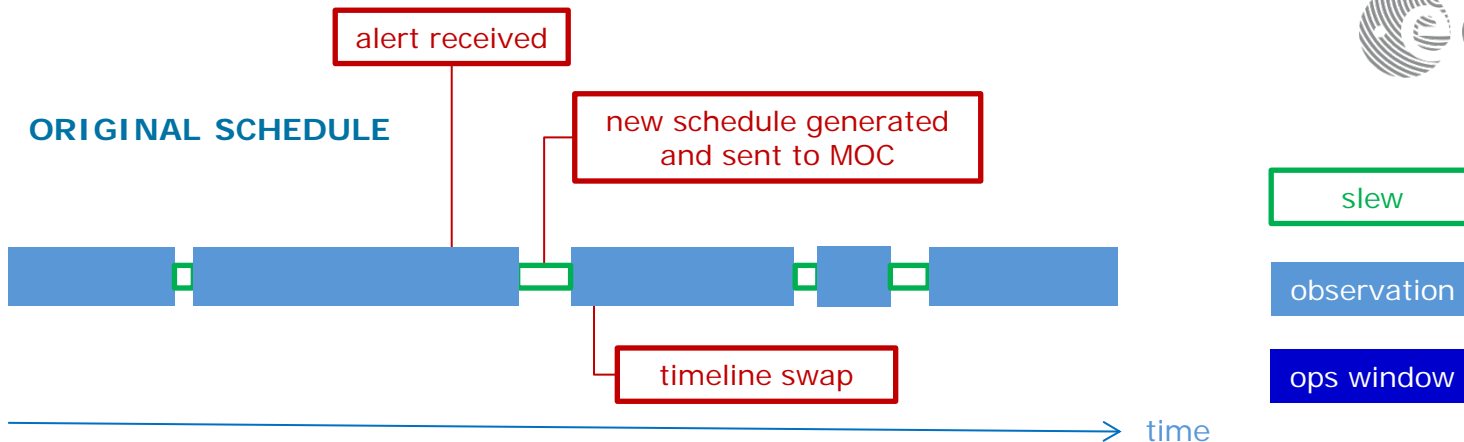 alert received
ORIGINAL SCHEDULE
new schedule generated
and sent to MOC
slew
observation
timeline swap
ops window
time